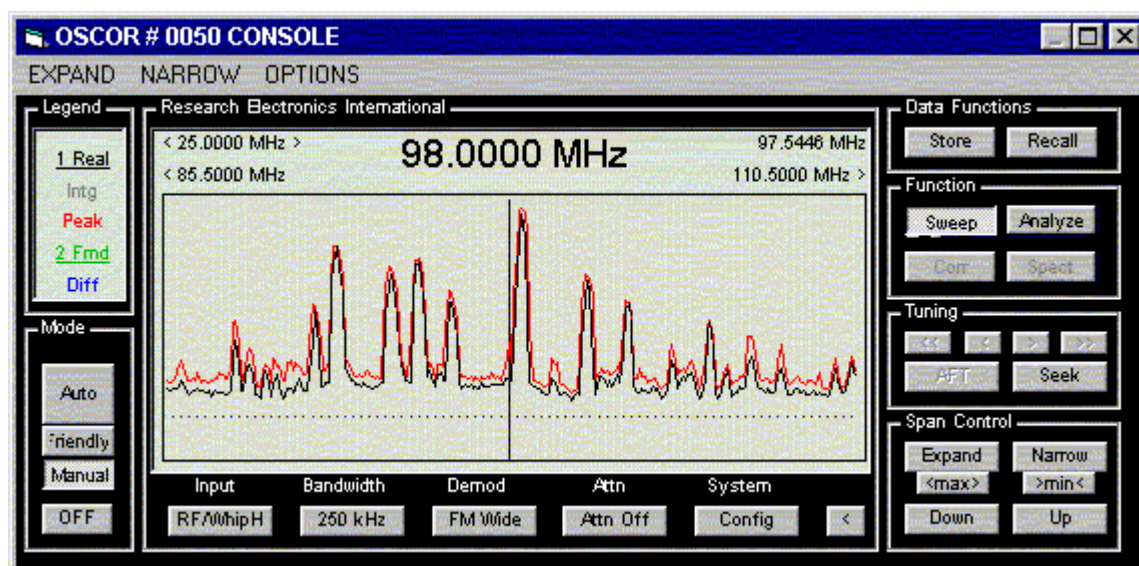 OSCOR # 0050 CONSOLE
EXPAND NARROW OPTIONS
Legend
1 Real
Intg
Peak
2 Frnd
Diff
Mode
Auto
Friendly
Manual
OFF
Research Electronics International
< 25.0000 MHz >
98.0000 MHz
97.5446 MHz
< 85.5000 MHz
110.5000 MHz >
Input Bandwidth Demod Attn System
RF/WhipH 250 kHz FM Wide Attn Off Config <
Data Functions
Store Recall
Function
Sweep Analyze
Corr Spect
Tuning
<< < > >>
AFT Seek
Span Control
Expand Narrow
<max> >min<
Down Up